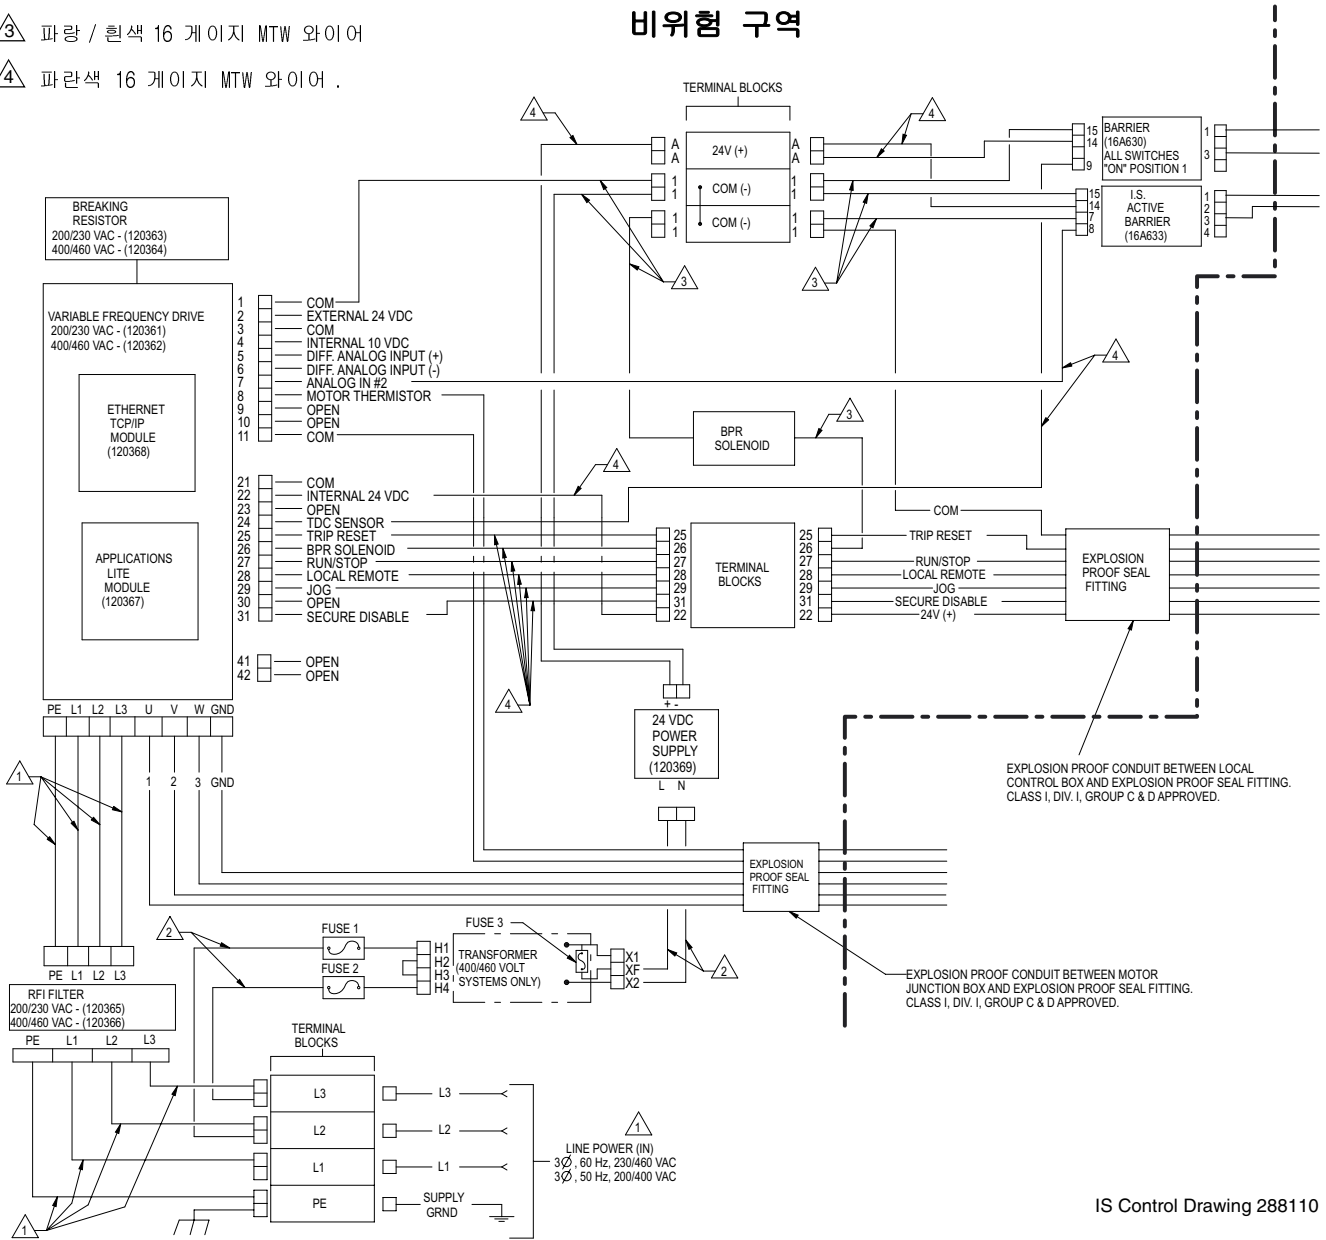 비위험 구역
3 파랑 / 흰색 16 게이지 MTW 와이어
4 파란색 16 게이지 MTW 와이어 .
TERMINAL BLOCKS
4
4
A
A
24V (+)
A
A
1
1
COM (-)
1
1
1
1
COM (-)
1
1
3
3
15
14
9
BARRIER
(16A630)
ALL SWITCHES
"ON" POSITION 1
1
3
15
14
7
8
I.S.
ACTIVE
BARRIER
(16A633)
1
2
3
4
4
BREAKING
RESISTOR
200/230 VAC - (120363)
400/460 VAC - (120364)
VARIABLE FREQUENCY DRIVE
200/230 VAC - (120361)
400/460 VAC - (120362)
ETHERNET
TCP/IP
MODULE
(120368)
APPLICATIONS
LITE
MODULE
(120367)
1 COM
2 EXTERNAL 24 VDC
3 COM
4 INTERNAL 10 VDC
5 DIFF. ANALOG INPUT (+)
6 DIFF. ANALOG INPUT (-)
7 ANALOG IN #2
8 MOTOR THERMISTOR
9 OPEN
10 OPEN
11 COM
21 COM
22 INTERNAL 24 VDC
23 OPEN
24 TDC SENSOR
25 TRIP RESET
26 BPR SOLENOID
27 RUN/STOP
28 LOCAL REMOTE
29 JOG
30 OPEN
31 SECURE DISABLE
41 OPEN
42 OPEN
BPR
SOLENOID
3
4
4
25
26
27
28
29
31
22
TERMINAL
BLOCKS
25
26
27
28
29
31
22
COM
TRIP RESET
RUN/STOP
LOCAL REMOTE
JOG
SECURE DISABLE
24V (+)
EXPLOSION
PROOF SEAL
FITTING
EXPLOSION PROOF CONDUIT BETWEEN LOCAL
CONTROL BOX AND EXPLOSION PROOF SEAL FITTING.
CLASS I, DIV. I, GROUP C & D APPROVED.
+ -
24 VDC
POWER
SUPPLY
(120369)
L N
PE L1 L2 L3 U V W GND
1
1 2 3 GND
EXPLOSION
PROOF SEAL
FITTING
EXPLOSION PROOF CONDUIT BETWEEN MOTOR
JUNCTION BOX AND EXPLOSION PROOF SEAL FITTING.
CLASS I, DIV. I, GROUP C & D APPROVED.
2
FUSE 1
FUSE 2
H1
H2
H3
H4
FUSE 3
TRANSFORMER
(400/460 VOLT
SYSTEMS ONLY)
X1
XF
X2
2
PE L1 L2 L3
RFI FILTER
200/230 VAC - (120365)
400/460 VAC - (120366)
PE L1 L2 L3
TERMINAL
BLOCKS
L3 L3
L2 L2
L1 L1
PE SUPPLY
GRND
1
1
LINE POWER (IN)
3Ø, 60 Hz, 230/460 VAC
3Ø, 50 Hz, 200/400 VAC
IS Control Drawing 288110